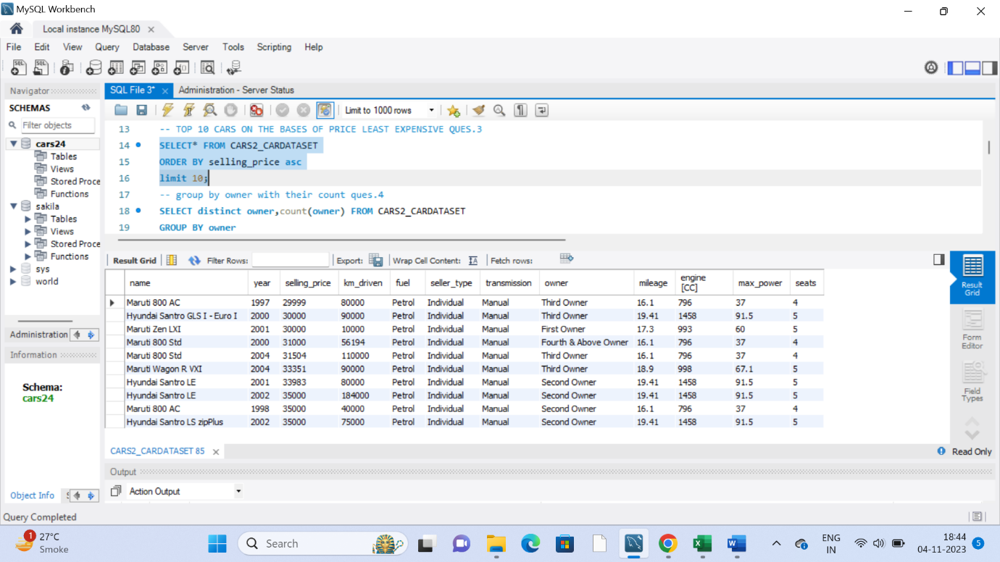 MySQL Workbench
Local instance MySQL80
File Edit View Query Database Server Tools Scripting Help
Navigator
SQL File 3* Administration - Server Status
SCHEMAS
Limit to 1000 rows
Filter objects
cars24
Tables
Views
Stored Proce
Functions
sakila
Tables
Views
Stored Proce
Functions
sys
world
Administration
Information
Schema:
cars24
Object Info
13 -- TOP 10 CARS ON THE BASES OF PRICE LEAST EXPENSIVE QUES.3
14 SELECT* FROM CARS2_CARDATASET
15 ORDER BY selling_price asc
16 limit 10;
17 -- group by owner with their count ques.4
18 SELECT distinct owner,count(owner) FROM CARS2_CARDATASET
19 GROUP BY owner
Result Grid Filter Rows: Export: Wrap Cell Content: Fetch rows:
name year selling_price km_driven fuel seller_type transmission owner mileage engine [CC] max_power seats
Maruti 800 AC 1997 29999 80000 Petrol Individual Manual Third Owner 16.1 796 37 4
Hyundai Santro GLS I - Euro I 2000 30000 90000 Petrol Individual Manual Third Owner 19.41 1458 91.5 5
Maruti Zen LXI 2001 30000 10000 Petrol Individual Manual First Owner 17.3 993 60 5
Maruti 800 Std 2000 31000 56194 Petrol Individual Manual Fourth & Above Owner 16.1 796 37 4
Maruti 800 Std 2004 31504 110000 Petrol Individual Manual Third Owner 16.1 796 37 4
Maruti Wagon R VXI 2004 33351 90000 Petrol Individual Manual Third Owner 18.9 998 67.1 5
Hyundai Santro LE 2001 33983 80000 Petrol Individual Manual Second Owner 19.41 1458 91.5 5
Hyundai Santro LE 2002 35000 184000 Petrol Individual Manual Second Owner 19.41 1458 91.5 5
Maruti 800 AC 1998 35000 40000 Petrol Individual Manual Second Owner 16.1 796 37 4
Hyundai Santro LS zipPlus 2002 35000 75000 Petrol Individual Manual Second Owner 19.41 1458 91.5 5
Result
Grid
Form
Editor
Field
Types
CARS2_CARDATASET 85
Read Only
Output
Action Output
Query Completed
1
27°C
Smoke
Search
ENG
IN
18:44
04-11-2023
5